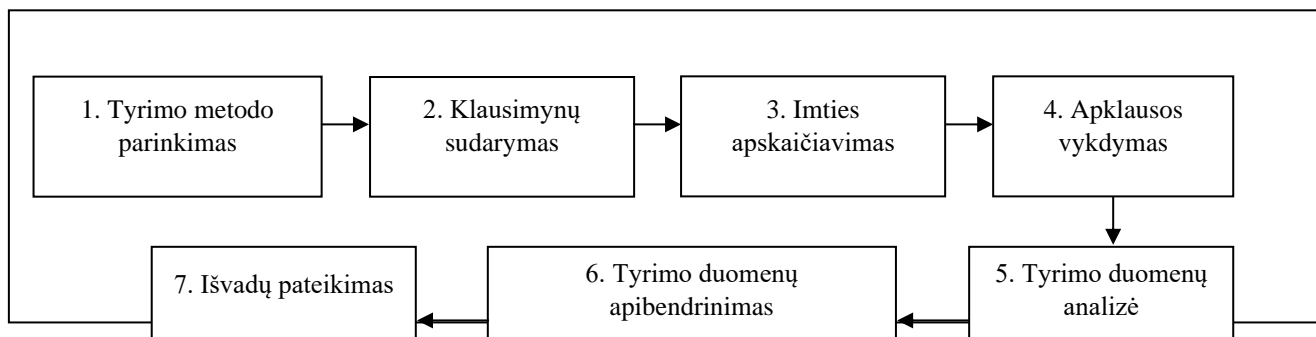 1. Tyrimo metodo
parinkimas
2. Klausimynų
sudarymas
3. Imties
apskaičiavimas
4. Apklausos
vykdymas
5. Tyrimo duomenų
analizė
6. Tyrimo duomenų
apibendrinimas
7. Išvadų pateikimas